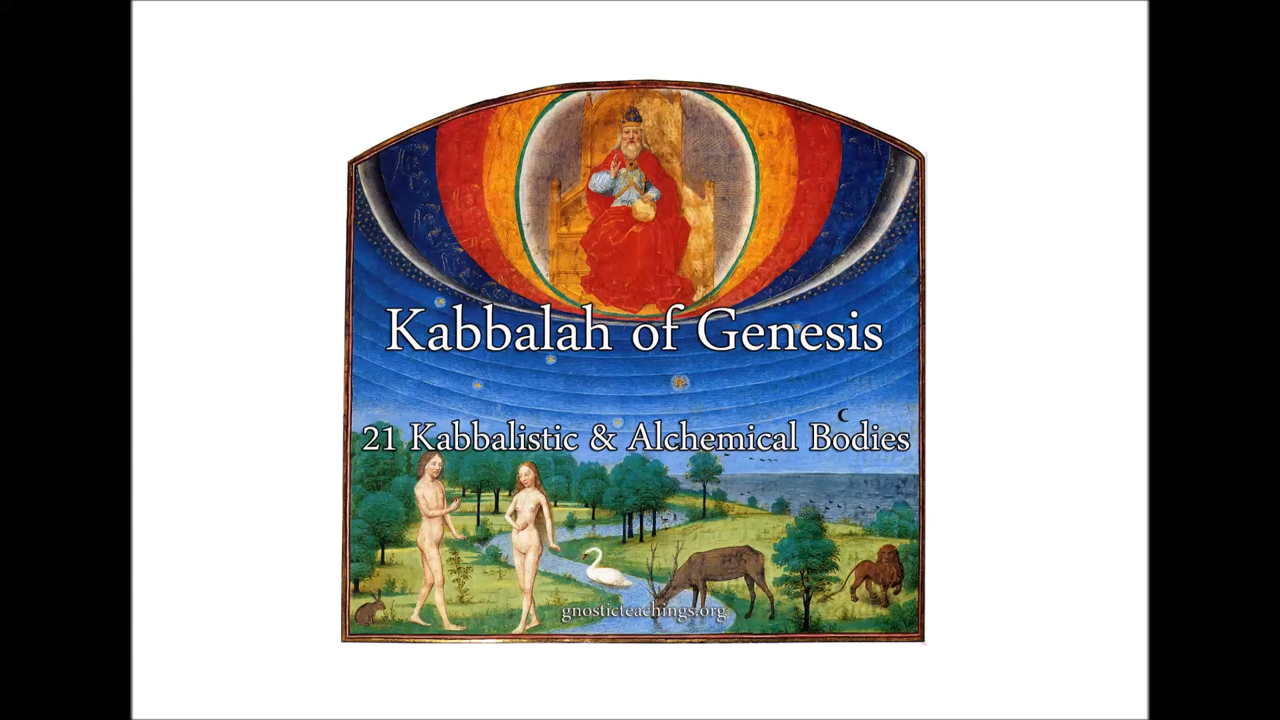 Kabbalah of Genesis
21 Kabbalistic & Alchemical Bodies
gnosticteachings.org